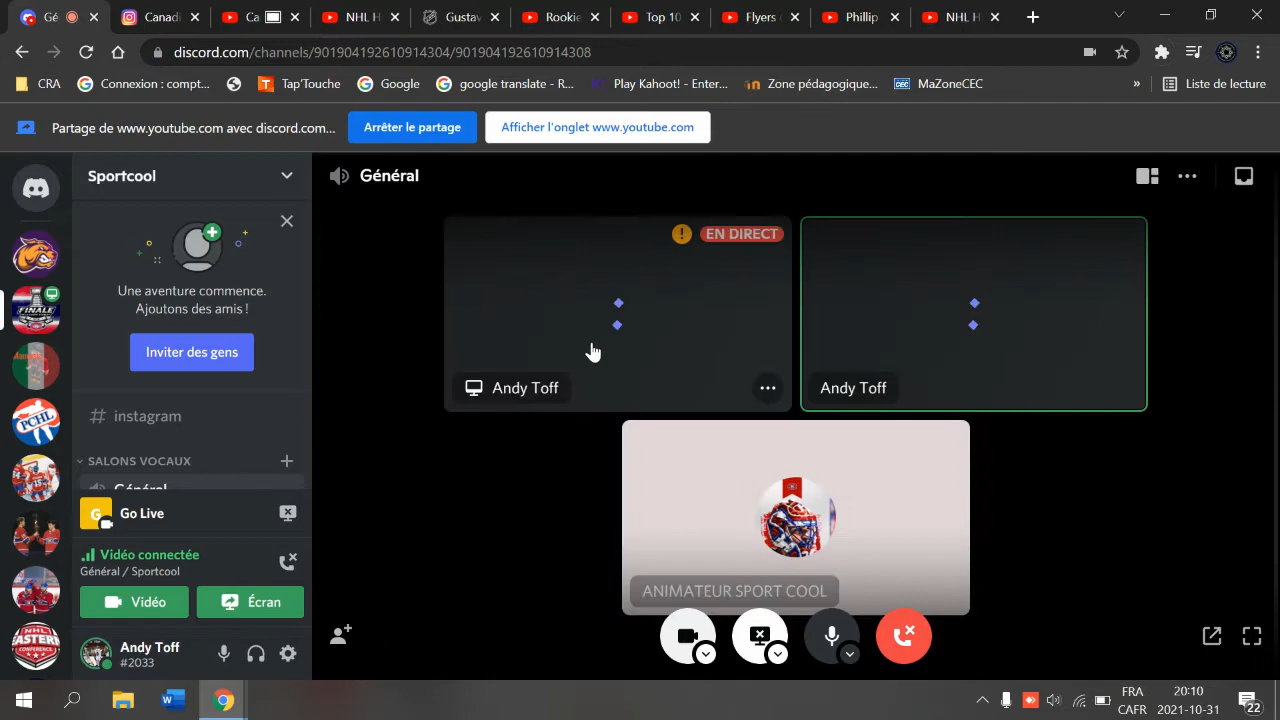 Gé
Canadi
Ca
NHL H
Gustav
Rookie
Top 10
Flyers
Phillip
NHL H
discord.com/channels/901904192610914304/901904192610914308
CRA
Connexion : compt...
Tap'Touche
Google
google translate - R...
Play Kahoot! - Enter...
Zone pédagogique...
MaZoneCEC
»
Liste de lecture
Partage de www.youtube.com avec discord.com...
Arrêter le partage
Afficher l'onglet www.youtube.com
Sportcool
Général
Une aventure commence.
Ajoutons des amis !
Inviter des gens
# instagram
SALONS VOCAUX
Général
G
Go Live
Vidéo connectée
Général / Sportcool
Vidéo
Écran
Andy Toff
#2033
EN DIRECT
Andy Toff
Andy Toff
ANIMATEUR SPORT COOL
FRA
CAFR
20:10
2021-10-31
22